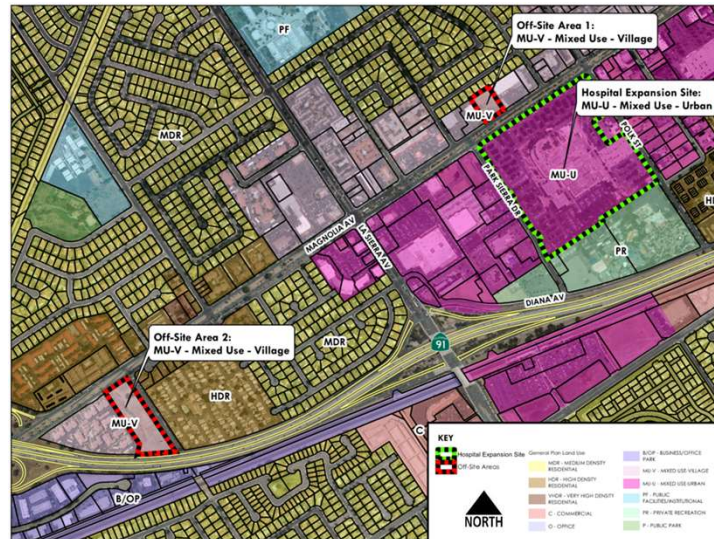 Off-Site Area 1:
MU-V - Mixed Use - Village
PF
Hospital Expansion Site:
MU-U - Mixed Use - Urban
MU-V
MDR
POLK ST
MU-U
PARK SIERRA DR
MAGNOLIA AV
LA SIERRA AV
PR
DIANA AV
Off-Site Area 2:
MU-V - Mixed Use - Village
MDR
91
HDR
MU-V
C
B/OP
KEY
Hospital Expansion Site
Off-Site Areas
NORTH
General Plan Land Use
MDR - MEDIUM DENSITY
RESIDENTIAL
HDR - HIGH DENSITY
RESIDENTIAL
VHDR - VERY HIGH DENSITY
RESIDENTIAL
C - COMMERCIAL
O - OFFICE
B/OP - BUSINESS/OFFICE
PARK
MU-V - MIXED USE VILLAGE
MU-U - MIXED USE URBAN
PF - PUBLIC
FACILITIES/INSTITUTIONAL
PR - PRIVATE RECREATION
P - PUBLIC PARK